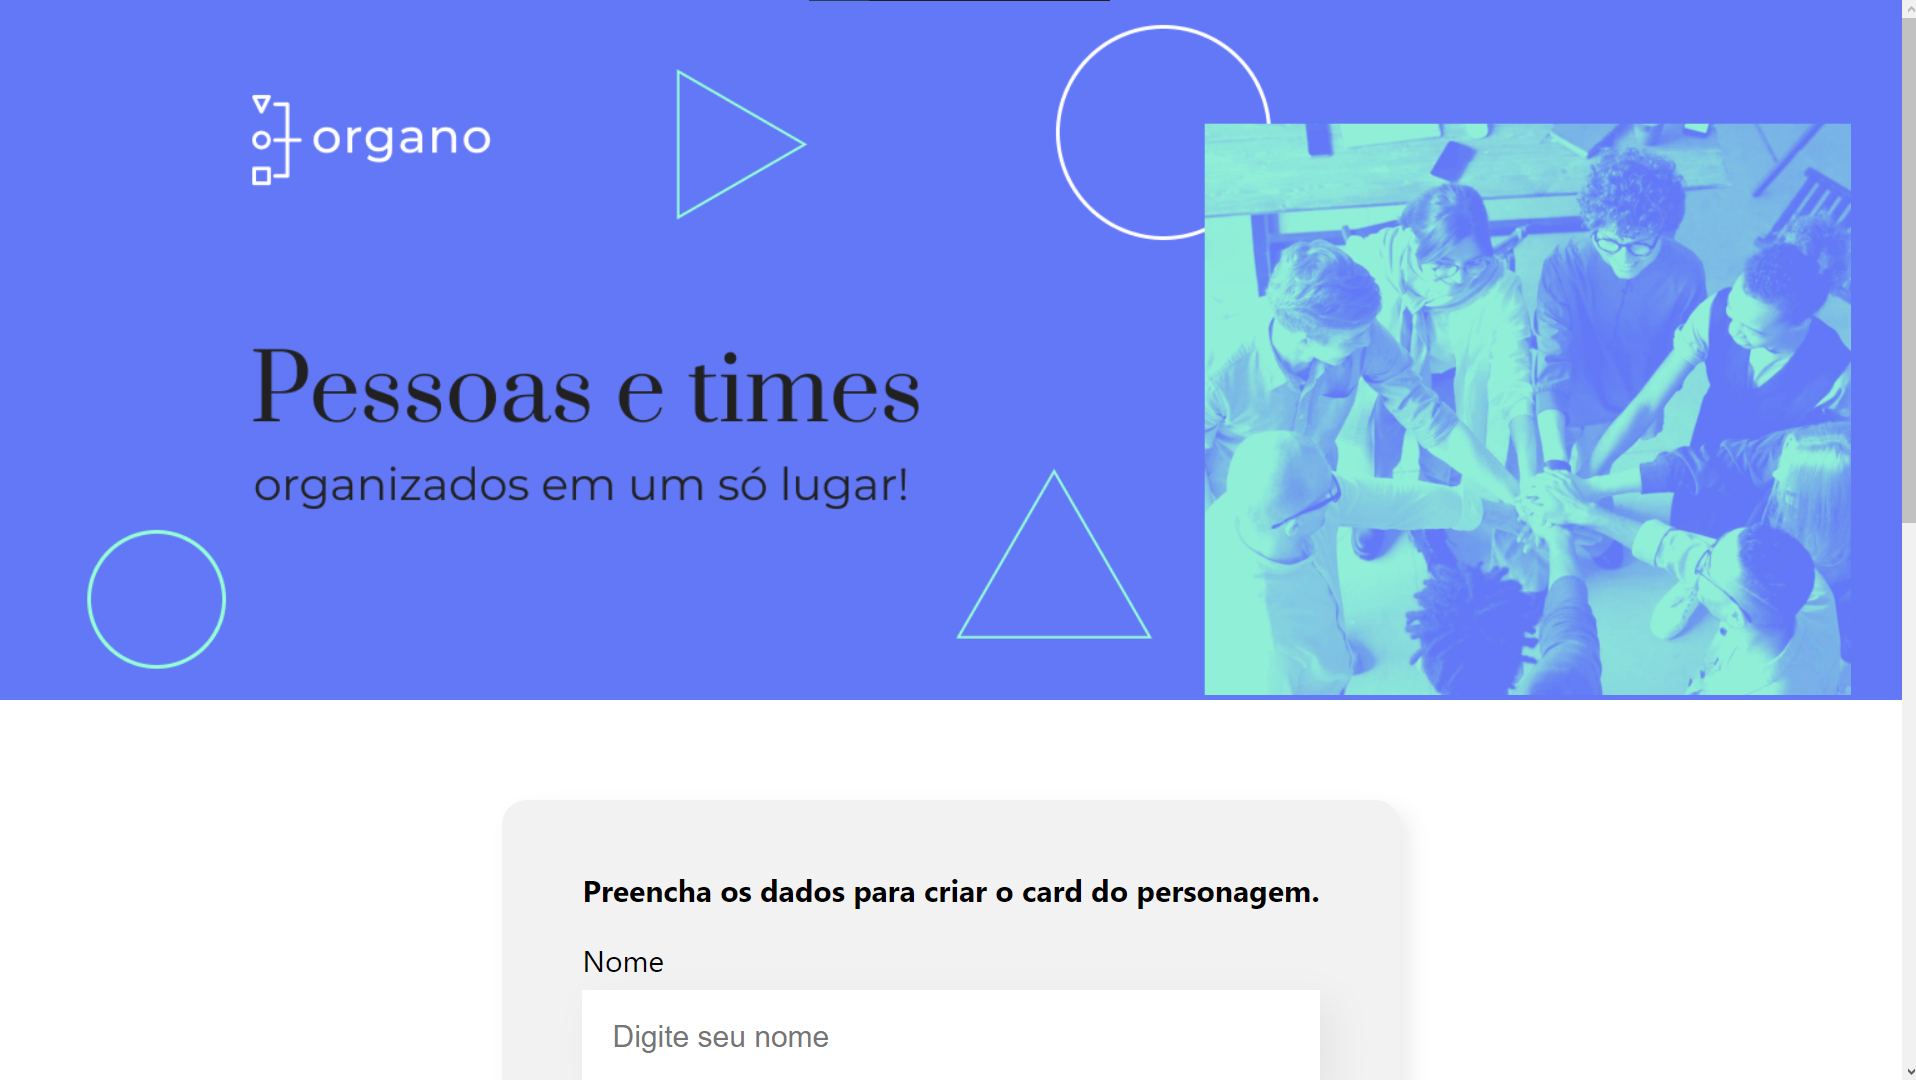 organo
Pessoas e times
organizados em um só lugar!
Preencha os dados para criar o card do personagem.
Nome
Digite seu nome